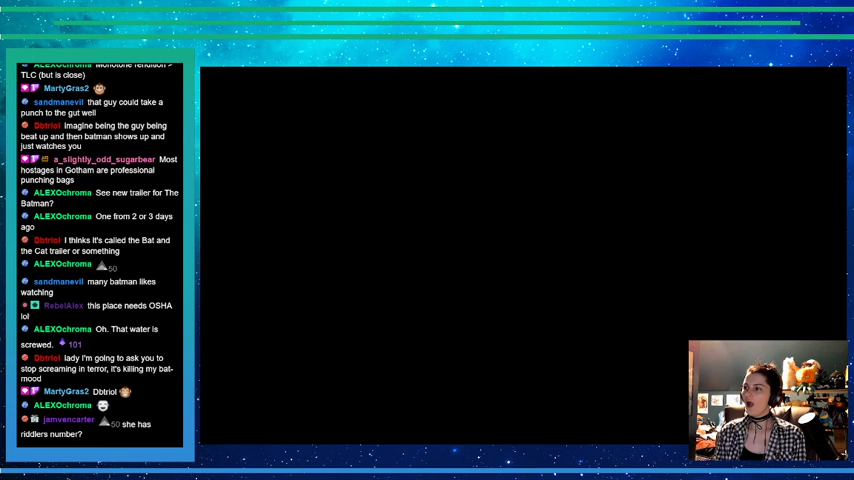 ALEXOchroma Monotone rendition >
TLC (but is close)
MartyGras2
sandmanevil that guy could take a
punch to the gut well
Dbtriol imagine being the guy being
beat up and then batman shows up and
just watches you
a_slightly_odd_sugarbear Most
hostages in Gotham are professional
punching bags
ALEXOchroma See new trailer for The
Batman?
ALEXOchroma One from 2 or 3 days
ago
Dbtriol I thinks it's called the Bat and
the Cat trailer or something
ALEXOchroma 50
sandmanevil many batman likes
watching
RebelAlex this place needs OSHA
lol
ALEXOchroma Oh. That water is
screwed. 101
Dbtriol lady I'm going to ask you to
stop screaming in terror, it's killing my bat-
mood
MartyGras2 Dbtriol
ALEXOchroma
jamvencarter 50 she has
riddlers number?